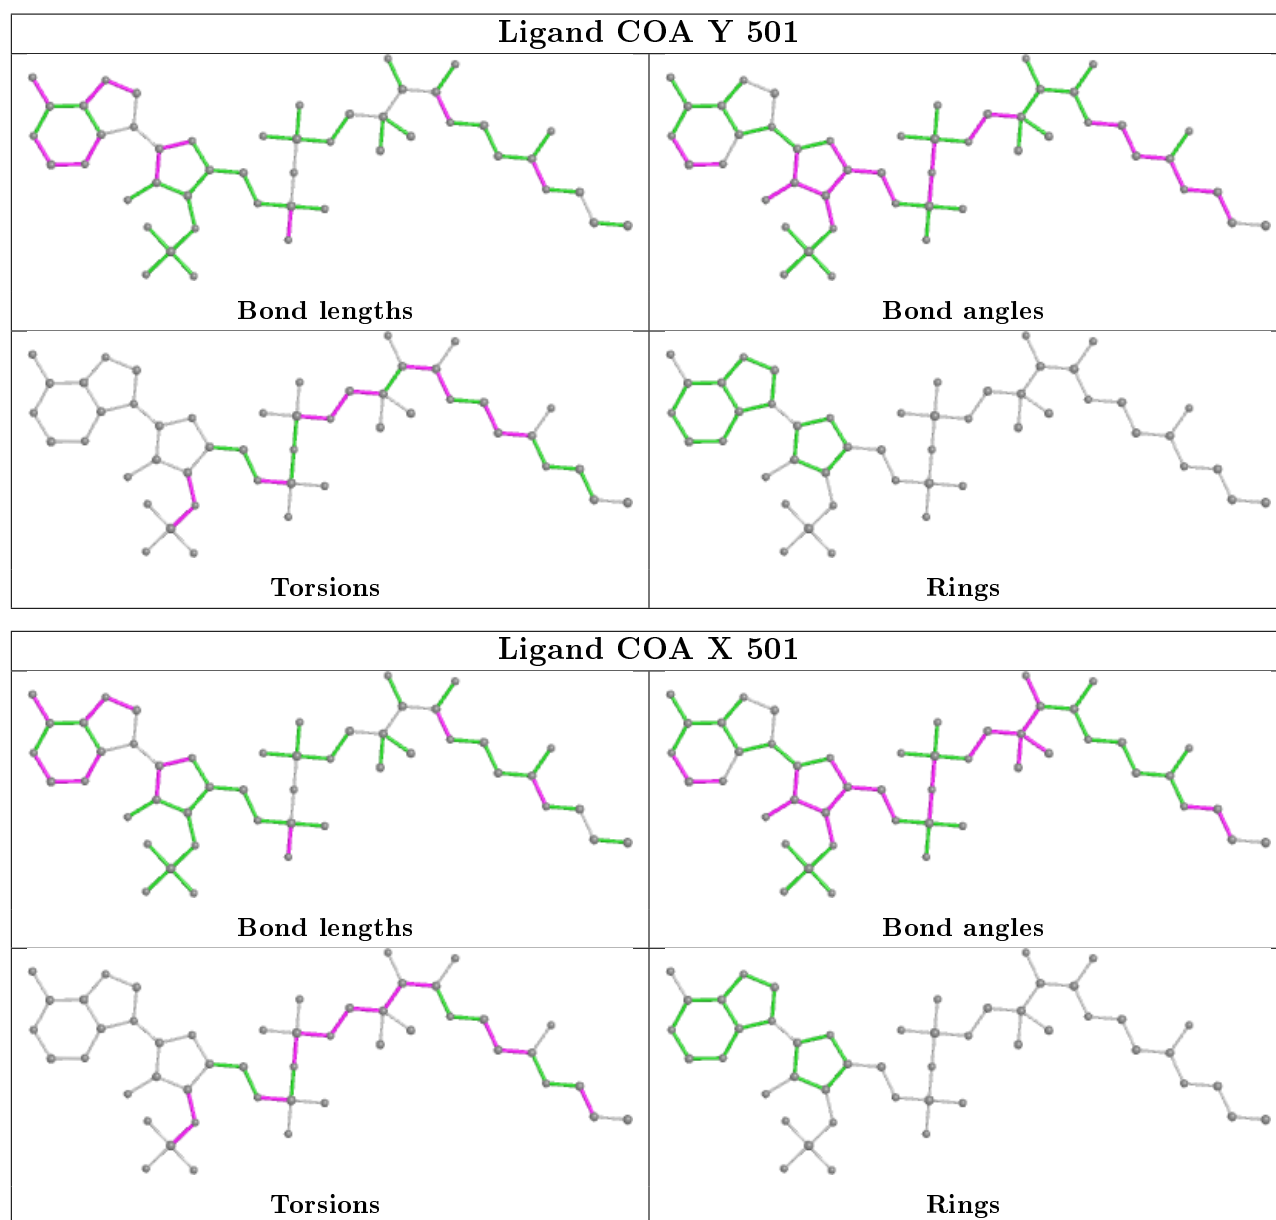 Ligand COA Y 501
Bond lengths
Bond angles
Torsions
Rings
Ligand COA X 501
Bond lengths
Bond angles
Torsions
Rings